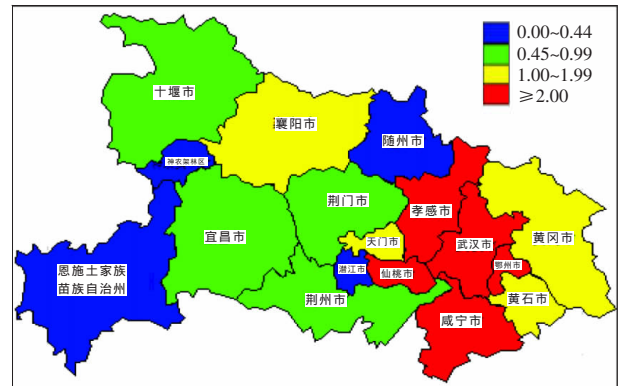 0.00~0.44
0.45~0.99
1.00~1.99
≥2.00
十堰市
襄阳市
随州市
神农架林区
荆门市
孝感市
宜昌市
天门市
武汉市
黄冈市
恩施土家族
苗族自治州
潜江市
仙桃市
鄂州市
荆州市
黄石市
咸宁市